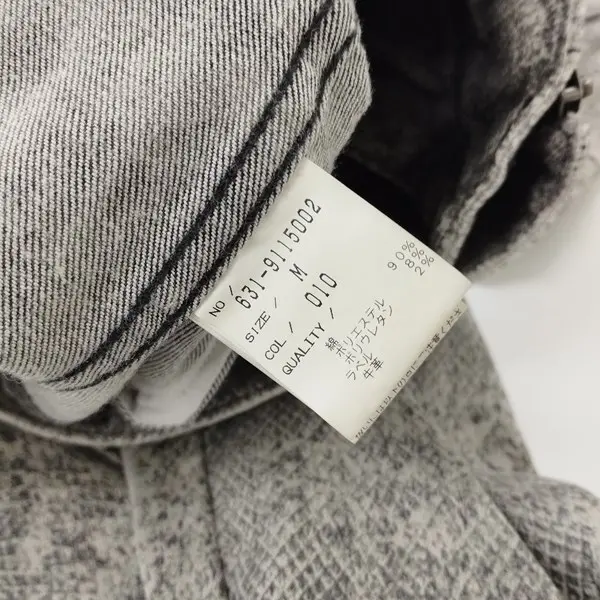 NO / 631-9115002
SIZE / M
COL / 010
QUALITY /
綿 90%
ポリエステル 8%
ポリウレタン 2%
ラベル
牛革